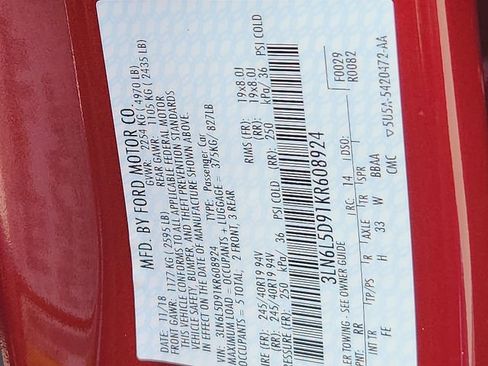 MFD. BY FORD MOTOR CO.
DATE: 11/18 GVWR: 2254 KG ( 4970 LB)
FRONT GAWR: 1177KG ( 2595 LB) REAR GAWR: 1105 KG ( 2435 LB)
THIS VEHICLE CONFORMS TO ALL APPLICABLE FEDERAL MOTOR
VEHICLE SAFETY, BUMPER, AND THEFT PREVENTION STANDARDS
IN EFFECT ON THE DATE OF MANUFACTURE SHOWN ABOVE.
VIN: 3LN6L5D91KR608924 TYPE: Passenger Car
MAXIMUM LOAD = OCCUPANTS + LUGGAGE = 375KG/ 827LB
OCCUPANTS = 5 TOTAL, 2 FRONT, 3 REAR
(FR): 245/40R19 94V RIMS (FR): 19x8.0J
(RR): 245/40R19 94V (RR): 19x8.0J
PRESSURE (FR): 250 kPa/ 36 PSI COLD
(RR): 250 kPa/ 36 PSI COLD
3LN6L5D91KR608924
ER TOWING - SEE OWNER GUIDE
F0029
R0082
PNT: RR RC: 14 DSO:
INT TR TP/PS R AXLE TR SPR
FE H 33 W BBAA
CMC
5U5A-5420472-AA